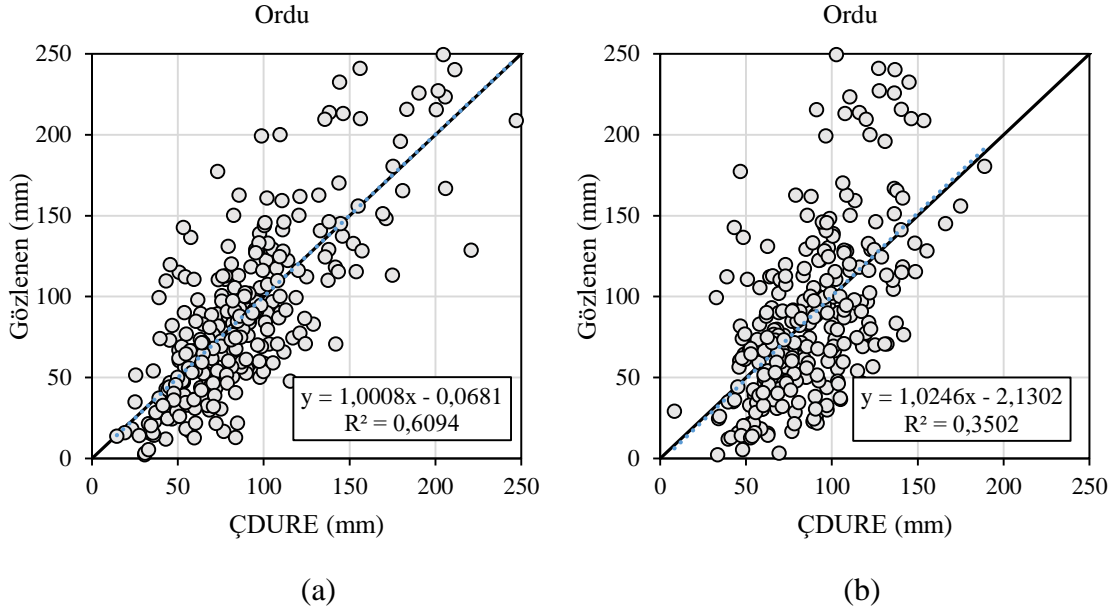 Ordu
250
200
150
100
50
0
Gözlenen (mm)
y = 1,0008x - 0,0681
R² = 0,6094
0 50 100 150 200 250
ÇDURE (mm)
(a)
Ordu
250
200
150
100
50
0
Gözlenen (mm)
y = 1,0246x - 2,1302
R² = 0,3502
0 50 100 150 200 250
ÇDURE (mm)
(b)